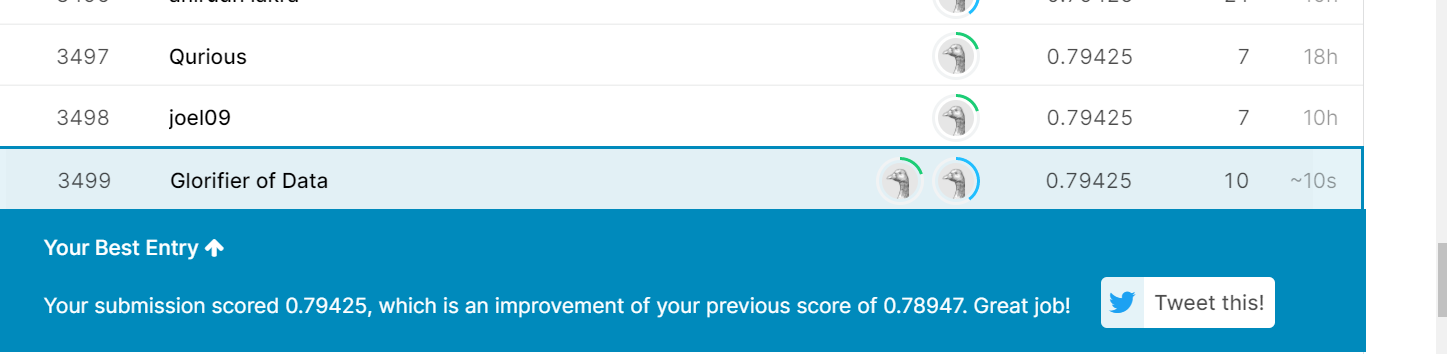 3497 Qurious 0.79425 7 18h
3498 joel09 0.79425 7 10h
3499 Glorifier of Data 0.79425 10 ~10s
Your Best Entry
Your submission scored 0.79425, which is an improvement of your previous score of 0.78947. Great job! Tweet this!